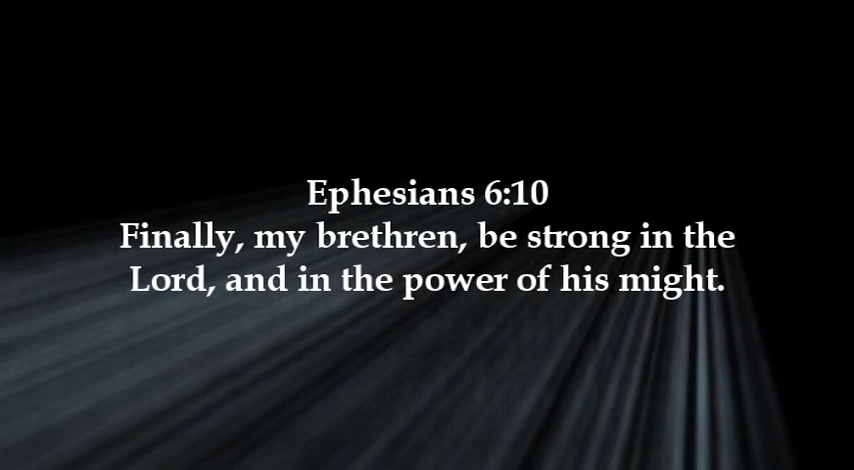 Ephesians 6:10
Finally, my brethren, be strong in the
Lord, and in the power of his might.